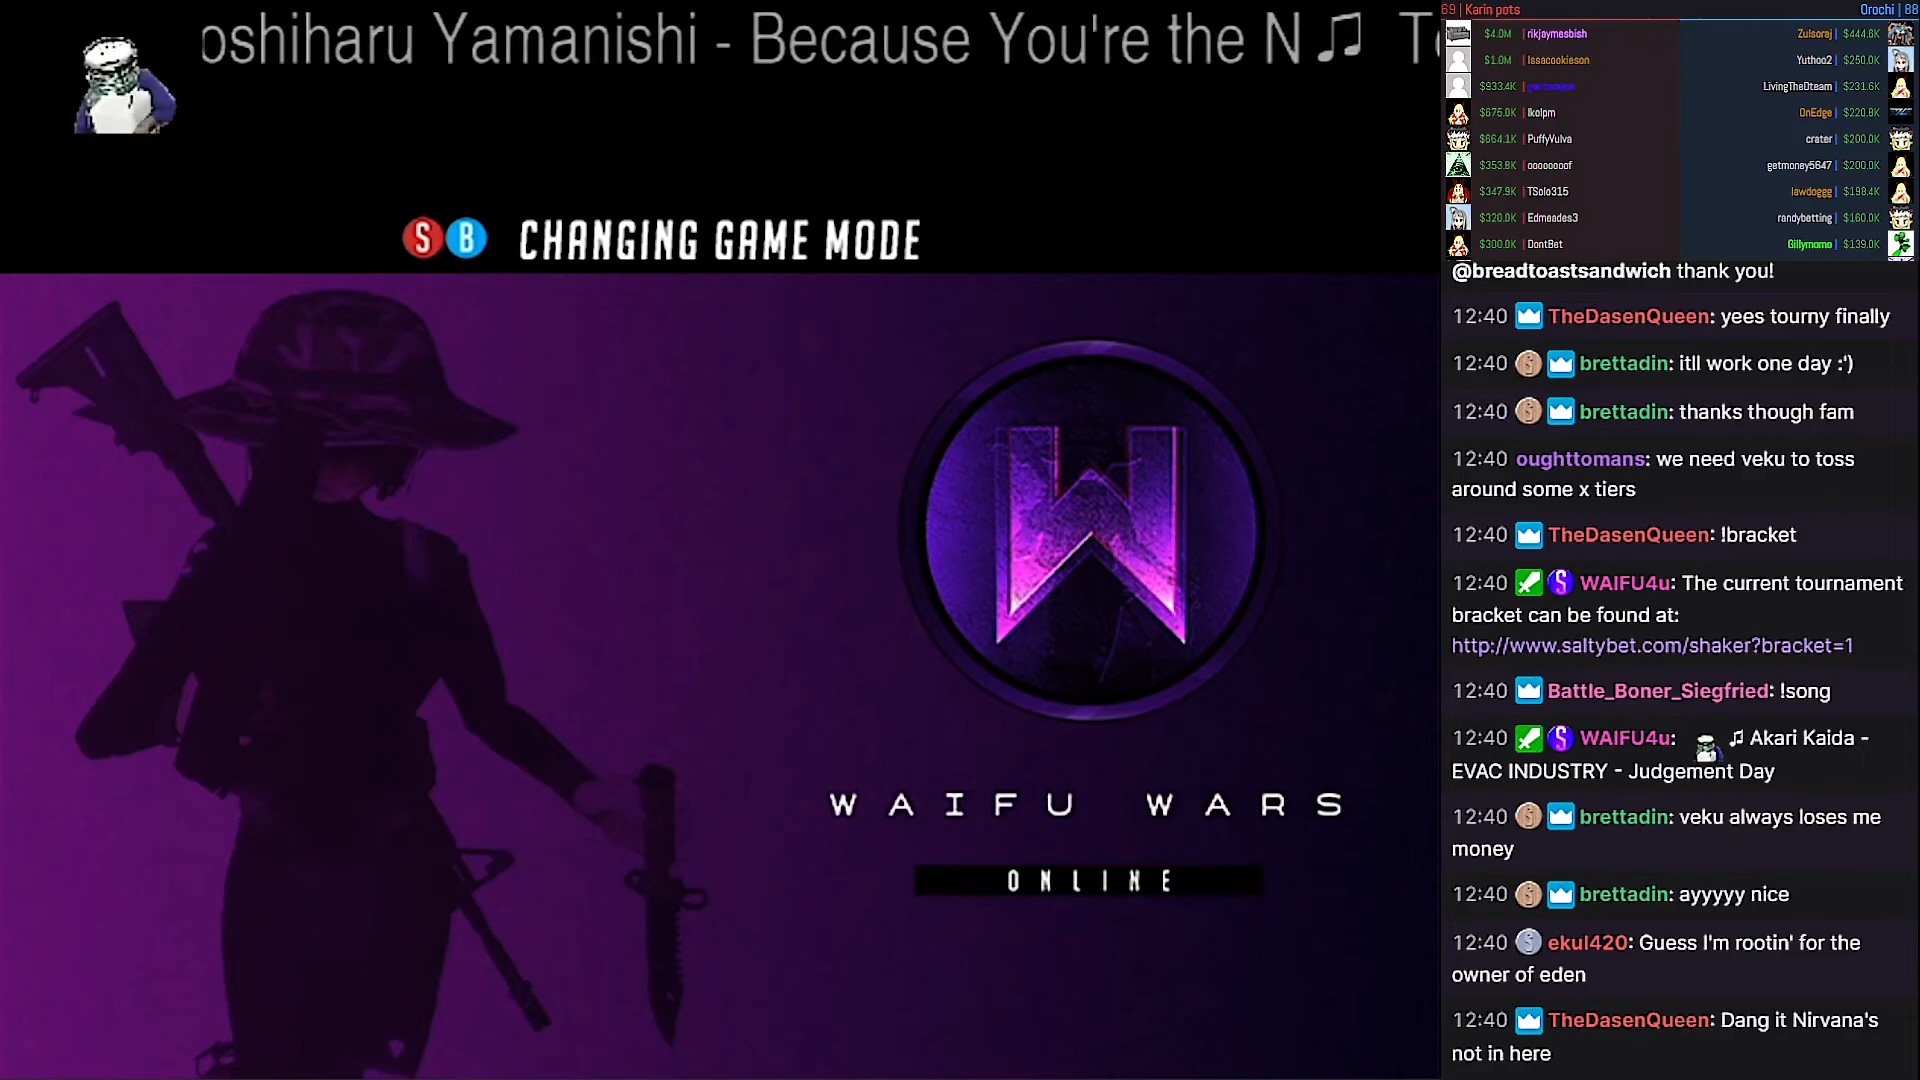 oshiharu Yamanishi - Because You're the N♫ T
S B CHANGING GAME MODE
W
WAIFU WARS
ONLINE
69 | Karin pots
Orochi | 88
$4.0M | rikjaymesbish
Zulsoraj | $444.6K
$1.0M | Issacookieson
Yuthoo2 | $250.0K
$933.4K |
LivingTheDteam | $231.6K
$675.0K | lkolpm
OnEdge | $220.8K
$664.1K | PuffyVulva
crater | $200.0K
$353.8K | oooooooof
getmoney5647 | $200.0K
$347.9K | TSolo315
lawdoggg | $198.4K
$320.0K | Edmeades3
randybetting | $160.0K
$300.0K | DontBet
Gillymomo | $139.0K
@breadtoastsandwich thank you!
12:40 TheDasenQueen: yees tourny finally
12:40 brettadin: itll work one day :')
12:40 brettadin: thanks though fam
12:40 oughttomans: we need veku to toss
around some x tiers
12:40 TheDasenQueen: !bracket
12:40 WAIFU4u: The current tournament
bracket can be found at:
http://www.saltybet.com/shaker?bracket=1
12:40 Battle_Boner_Siegfried: !song
12:40 WAIFU4u: ♫ Akari Kaida -
EVAC INDUSTRY - Judgement Day
12:40 brettadin: veku always loses me
money
12:40 brettadin: ayyyyy nice
12:40 ekul420: Guess I'm rootin' for the
owner of eden
12:40 TheDasenQueen: Dang it Nirvana's
not in here